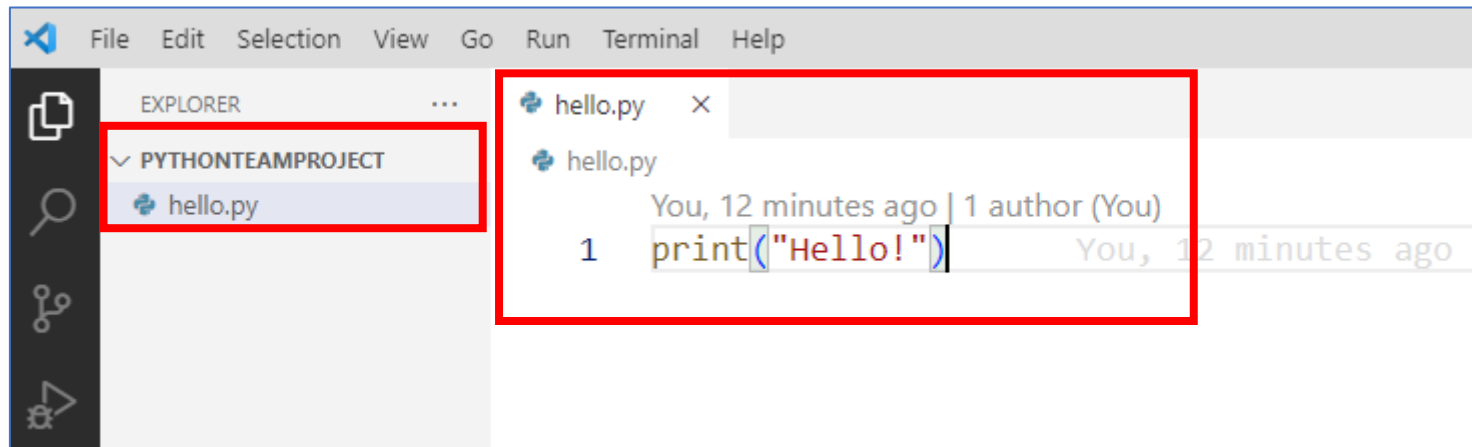 File Edit Selection View Go Run Terminal Help
EXPLORER ...
PYTHONTEAMPROJECT
hello.py
hello.py
hello.py
You, 12 minutes ago | 1 author (You)
1 print("Hello!") You, 12 minutes ago